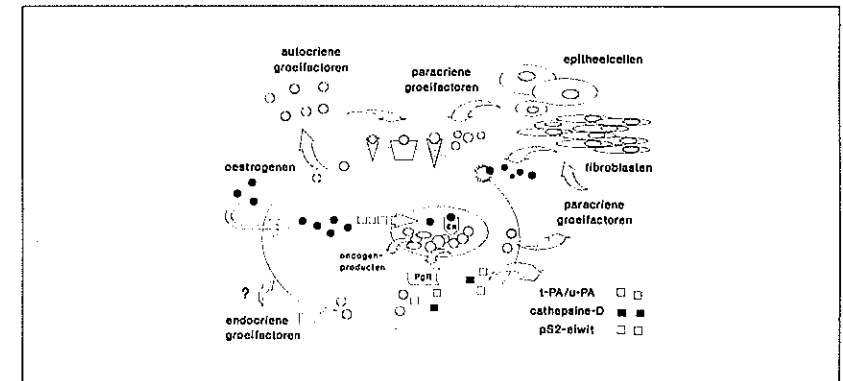 autocriene
groeifactoren
paracriene
groeifactoren
epitheelcellen
oestrogenen
fibroblasten
paracriene
groeifactoren
ER
oncogen-
producten
PgR
?
endocriene
groeifactoren
t-PA/u-PA
cathepsine-D
pS2-eiwit